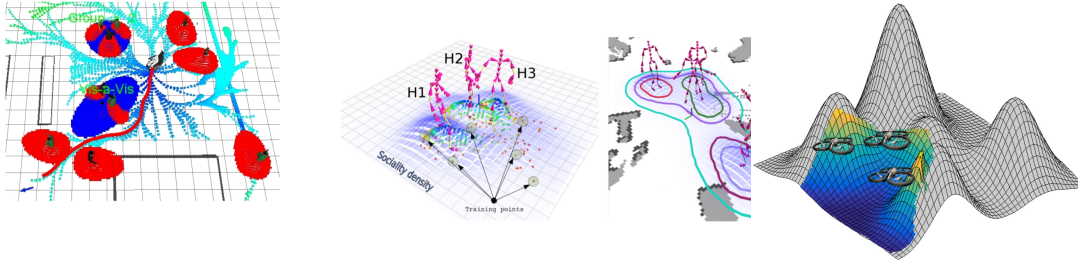 Group
Vis-a-Vis
H1
H2
H3
Sociality density
Training points